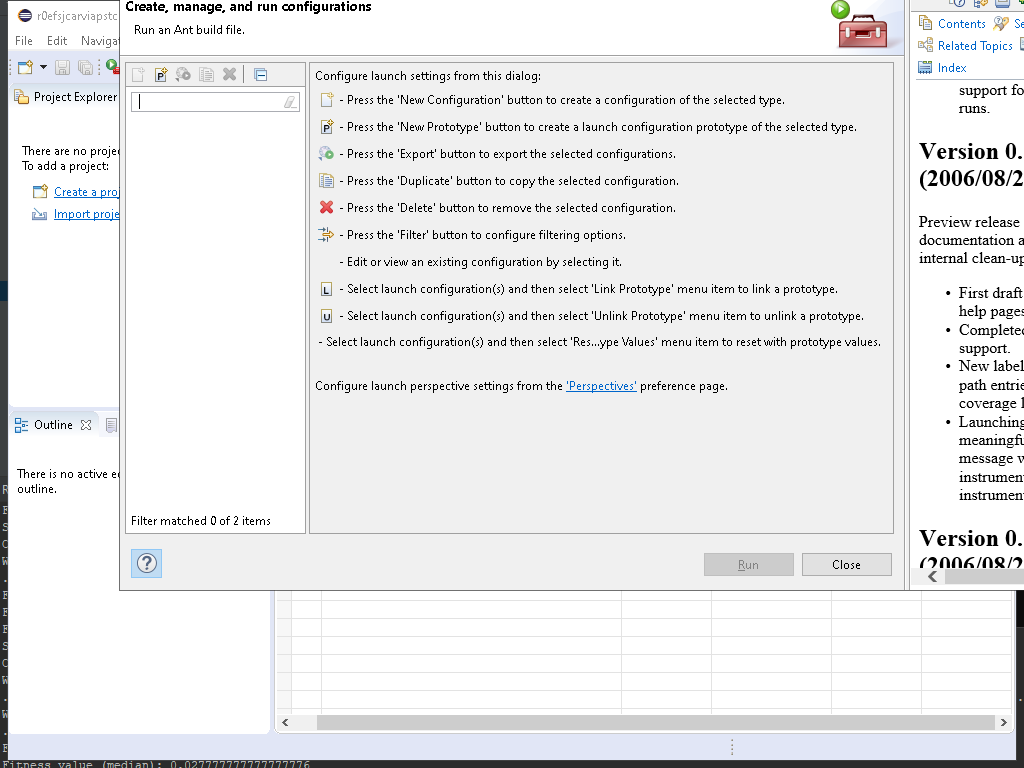 r0efsjcarviapstc
File Edit Naviga
Project Explorer
There are no proje
To add a project:
Create a proj
Import proje
Outline
There is no active ed
outline.
Create, manage, and run configurations
Run an Ant build file.
P
Filter matched 0 of 2 items
Configure launch settings from this dialog:
- Press the 'New Configuration' button to create a configuration of the selected type.
P - Press the 'New Prototype' button to create a launch configuration prototype of the selected type.
- Press the 'Export' button to export the selected configurations.
- Press the 'Duplicate' button to copy the selected configuration.
- Press the 'Delete' button to remove the selected configuration.
- Press the 'Filter' button to configure filtering options.
- Edit or view an existing configuration by selecting it.
L - Select launch configuration(s) and then select 'Link Prototype' menu item to link a prototype.
U - Select launch configuration(s) and then select 'Unlink Prototype' menu item to unlink a prototype.
- Select launch configuration(s) and then select 'Res...ype Values' menu item to reset with prototype values.
Configure launch perspective settings from the 'Perspectives' preference page.
?
Run Close
Contents Se
Related Topics
Index
support fo
runs.
Version 0.
(2006/08/2
Preview release
documentation a
internal clean-up
• First draft
help pages
• Completed
support.
• New label
path entrie
coverage l
• Launching
meaningfu
message w
instrumen
instrument
Version 0.
(2006/08/2
Fitness value (median): 0.027777777777777776